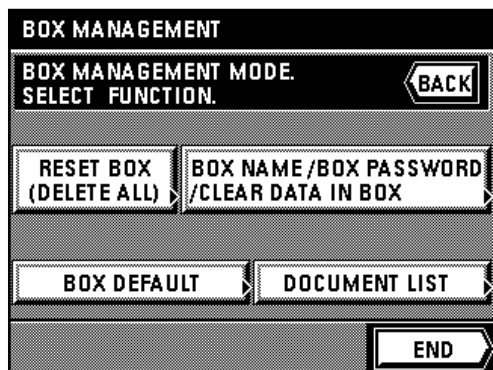 BOX MANAGEMENT
BOX MANAGEMENT MODE.
SELECT FUNCTION.
BACK
RESET BOX
(DELETE ALL)
BOX NAME /BOX PASSWORD
/CLEAR DATA IN BOX
BOX DEFAULT
DOCUMENT LIST
END